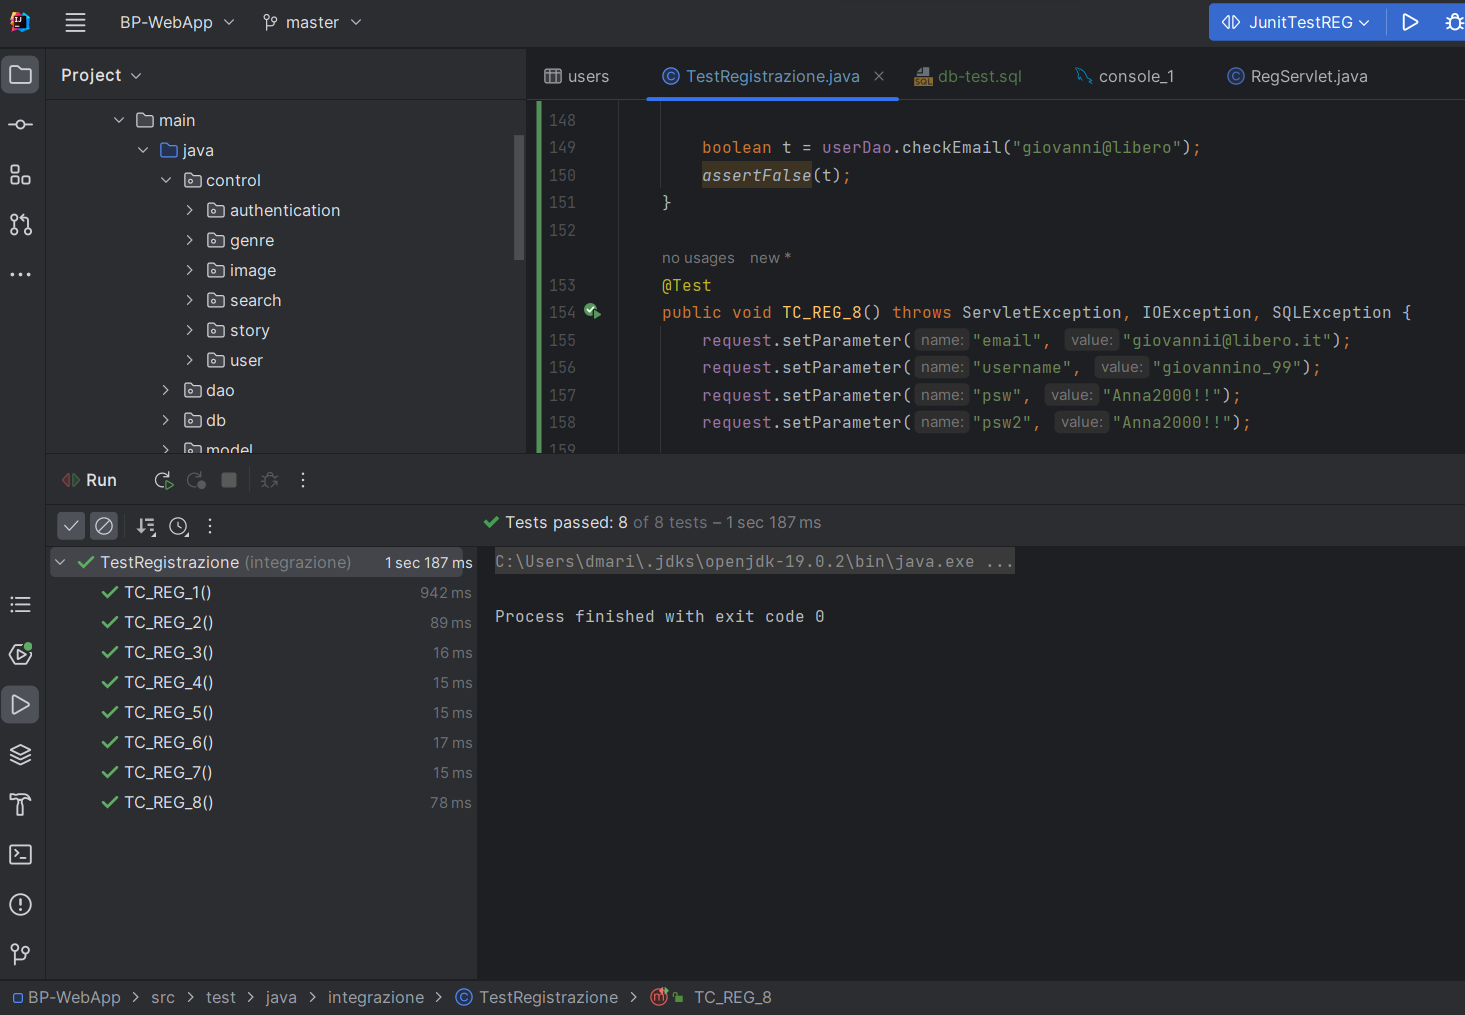 BP-WebApp master JunitTestREG
Project
users TestRegistrazione.java db-test.sql console_1 RegServlet.java
main
java
control
authentication
genre
image
search
story
user
dao
db
model
148
149 boolean t = userDao.checkEmail("giovanni@libero");
150 assertFalse(t);
151 }
152
no usages new *
153 @Test
154 public void TC_REG_8() throws ServletException, IOException, SQLException {
155 request.setParameter( name: "email", value: "giovannii@libero.it");
156 request.setParameter( name: "username", value: "giovannino_99");
157 request.setParameter( name: "psw", value: "Anna2000!!");
158 request.setParameter( name: "psw2", value: "Anna2000!!");
159
Run
Tests passed: 8 of 8 tests – 1 sec 187 ms
TestRegistrazione (integrazione) 1 sec 187 ms
TC_REG_1() 942 ms
TC_REG_2() 89 ms
TC_REG_3() 16 ms
TC_REG_4() 15 ms
TC_REG_5() 15 ms
TC_REG_6() 17 ms
TC_REG_7() 15 ms
TC_REG_8() 78 ms
C:\Users\dmari\.jdks\openjdk-19.0.2\bin\java.exe ...
Process finished with exit code 0
BP-WebApp > src > test > java > integrazione > TestRegistrazione > TC_REG_8